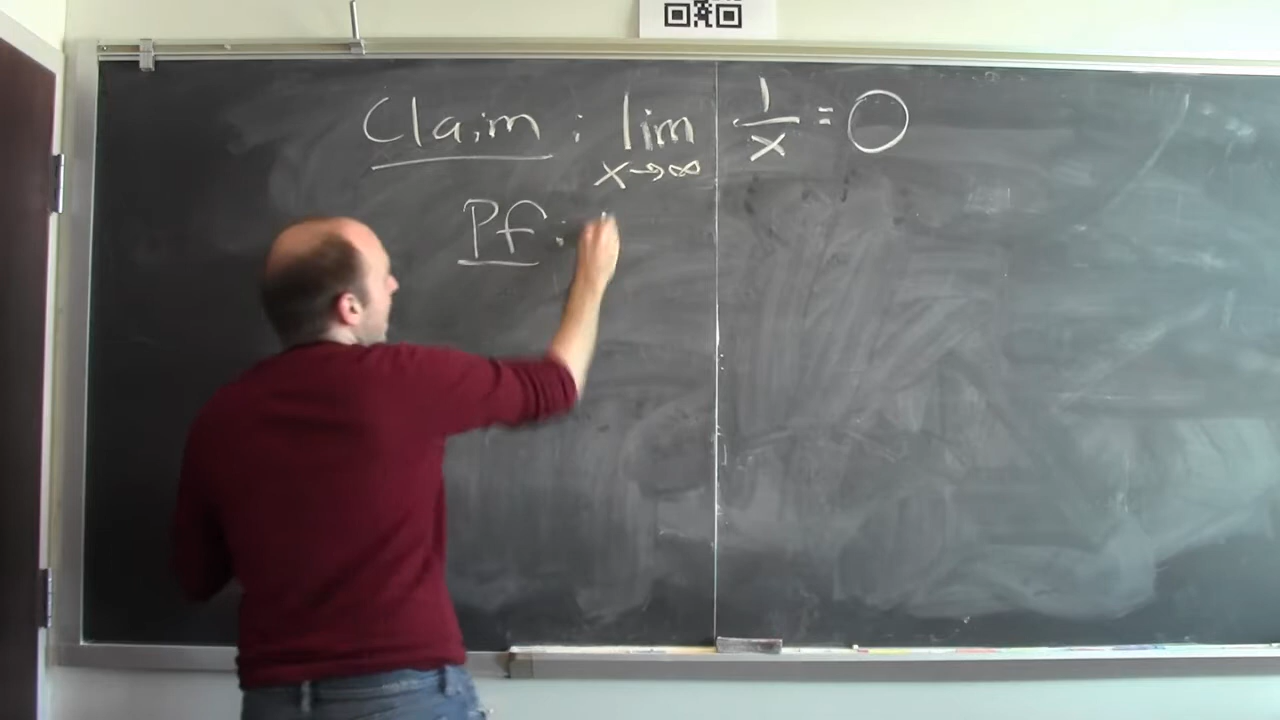 Claim: lim x→∞ 1/x = 0
Pf: